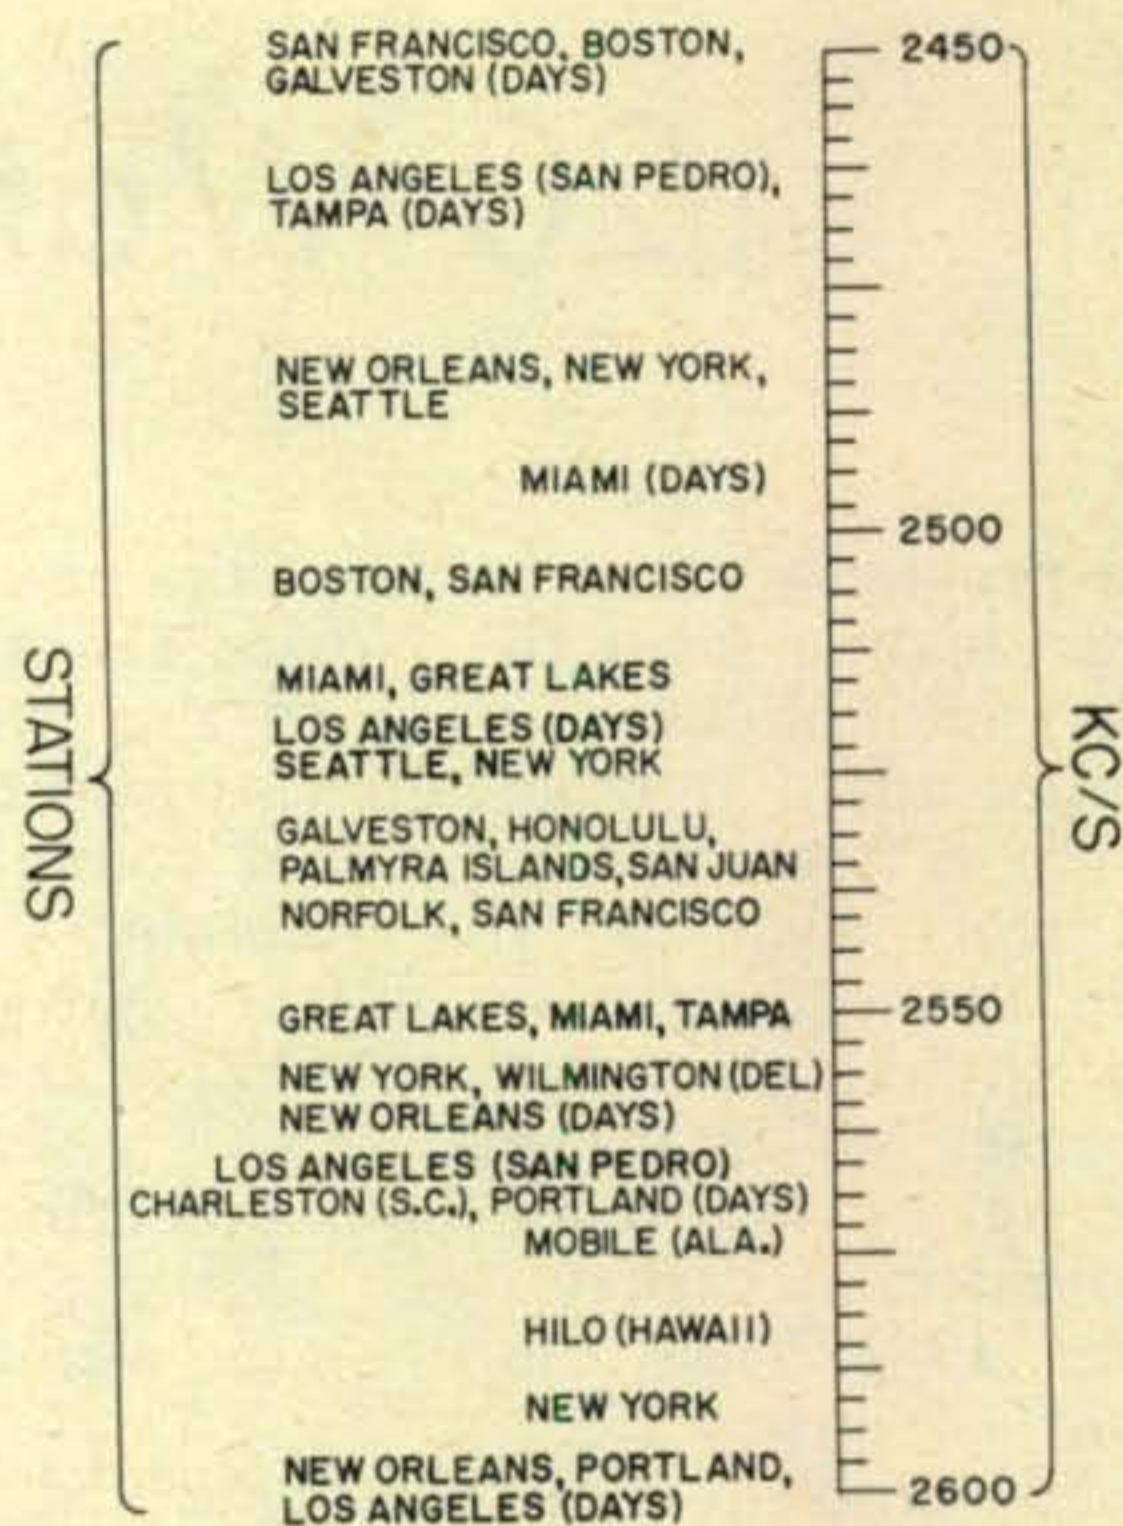 SAN FRANCISCO, BOSTON,
GALVESTON (DAYS)
2450
LOS ANGELES (SAN PEDRO),
TAMPA (DAYS)
NEW ORLEANS, NEW YORK,
SEATTLE
MIAMI (DAYS)
2500
BOSTON, SAN FRANCISCO
MIAMI, GREAT LAKES
LOS ANGELES (DAYS)
SEATTLE, NEW YORK
STATIONS
KC/S
GALVESTON, HONOLULU,
PALMYRA ISLANDS, SAN JUAN
NORFOLK, SAN FRANCISCO
GREAT LAKES, MIAMI, TAMPA
2550
NEW YORK, WILMINGTON (DEL)
NEW ORLEANS (DAYS)
LOS ANGELES (SAN PEDRO)
CHARLESTON (S.C.), PORTLAND (DAYS)
MOBILE (ALA.)
HILO (HAWAII)
NEW YORK
NEW ORLEANS, PORTLAND,
LOS ANGELES (DAYS)
2600